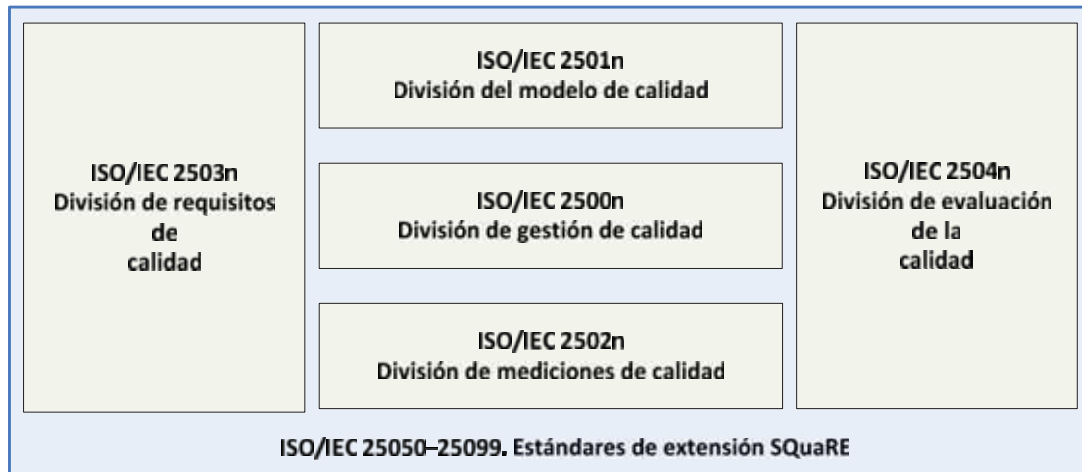 ISO/IEC 2503n
División de requisitos
de
calidad
ISO/IEC 2501n
División del modelo de calidad
ISO/IEC 2500n
División de gestión de calidad
ISO/IEC 2502n
División de mediciones de calidad
ISO/IEC 2504n
División de evaluación
de la
calidad
ISO/IEC 25050–25099. Estándares de extensión SQuaRE